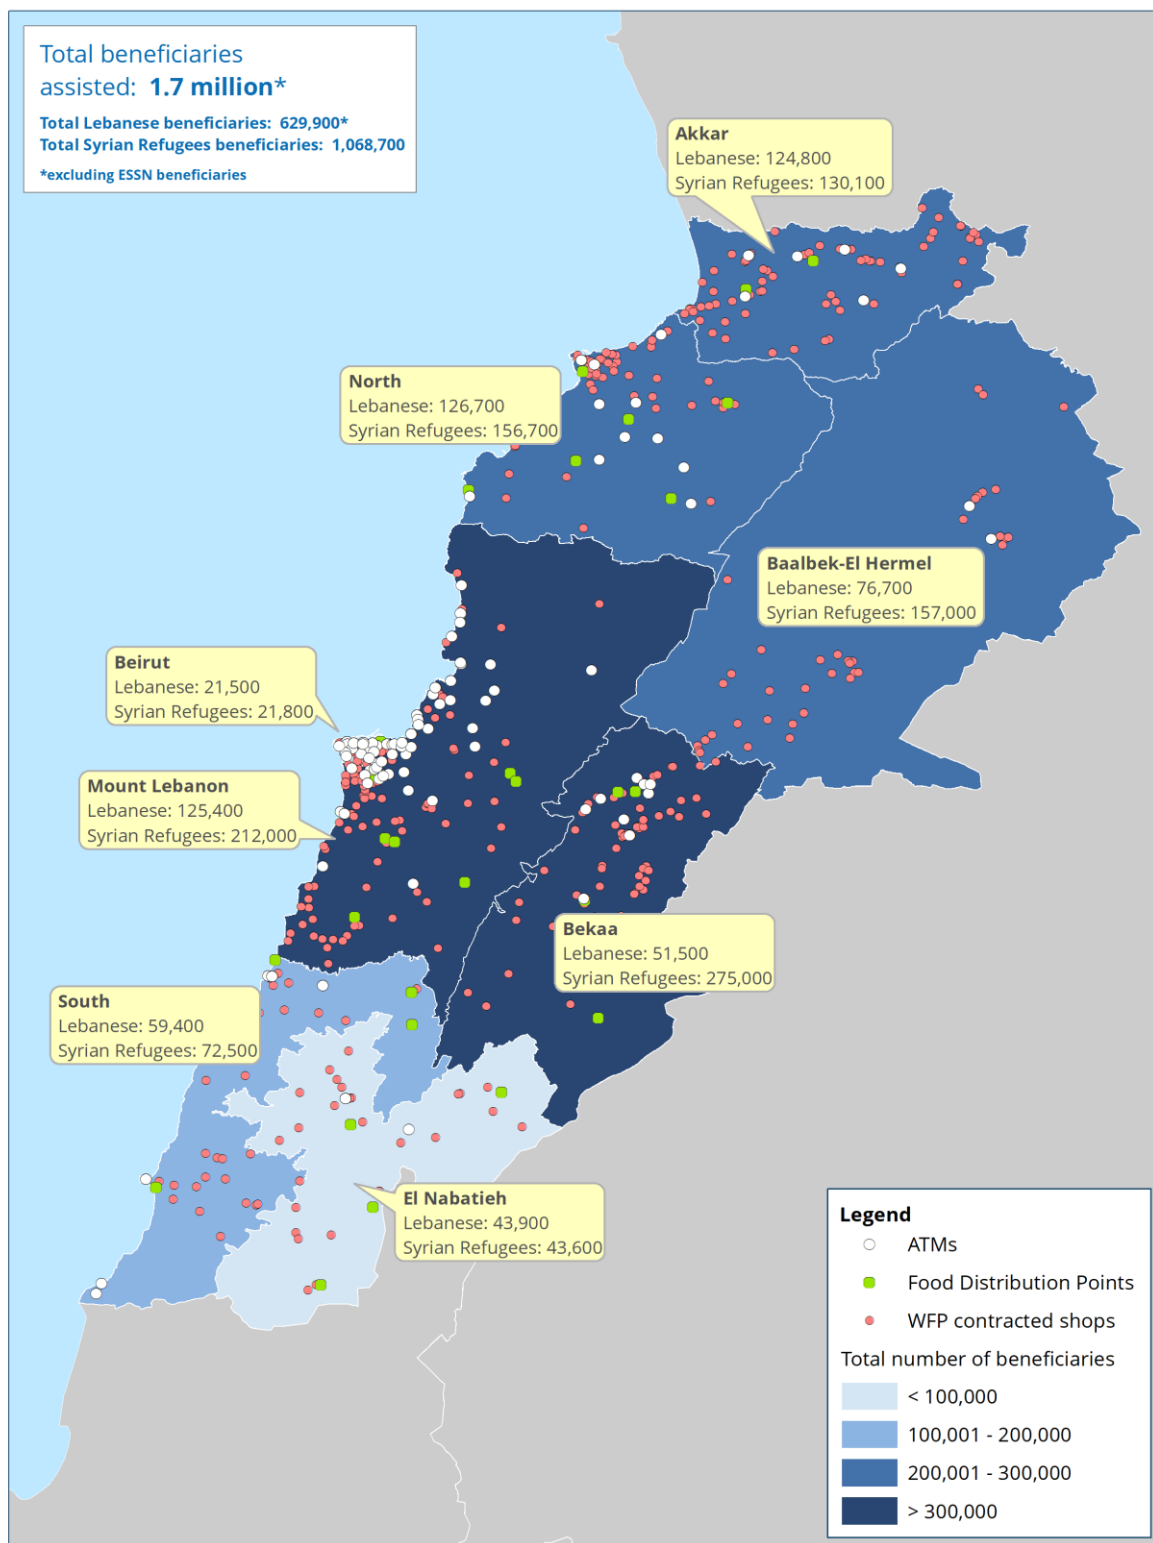 Total beneficiaries
assisted: 1.7 million*
Total Lebanese beneficiaries: 629,900*
Total Syrian Refugees beneficiaries: 1,068,700
*excluding ESSN beneficiaries
Akkar
Lebanese: 124,800
Syrian Refugees: 130,100
North
Lebanese: 126,700
Syrian Refugees: 156,700
Baalbek-El Hermel
Lebanese: 76,700
Syrian Refugees: 157,000
Beirut
Lebanese: 21,500
Syrian Refugees: 21,800
Mount Lebanon
Lebanese: 125,400
Syrian Refugees: 212,000
Bekaa
Lebanese: 51,500
Syrian Refugees: 275,000
South
Lebanese: 59,400
Syrian Refugees: 72,500
El Nabatieh
Lebanese: 43,900
Syrian Refugees: 43,600
Legend
ATMs
Food Distribution Points
WFP contracted shops
Total number of beneficiaries
< 100,000
100,001 - 200,000
200,001 - 300,000
> 300,000